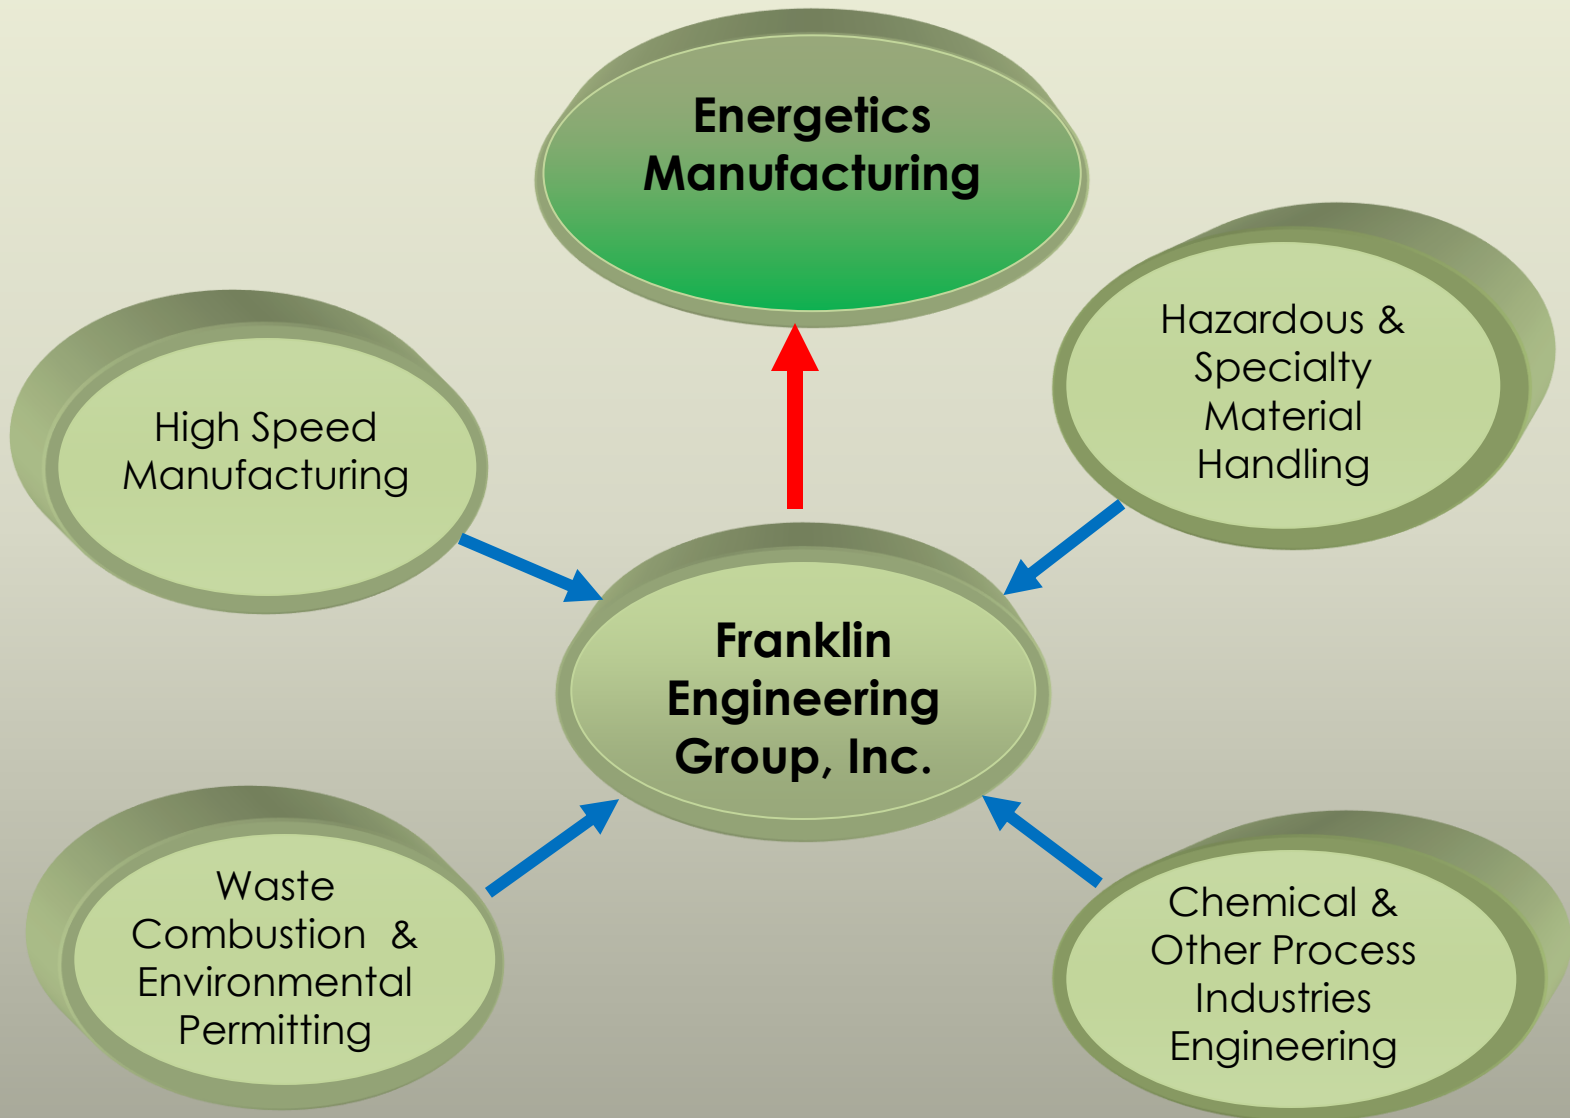 Energetics
Manufacturing
Hazardous &
Specialty
Material
Handling
High Speed
Manufacturing
Franklin
Engineering
Group, Inc.
Waste
Combustion  &
Environmental
Permitting
Chemical &
Other Process
Industries
Engineering